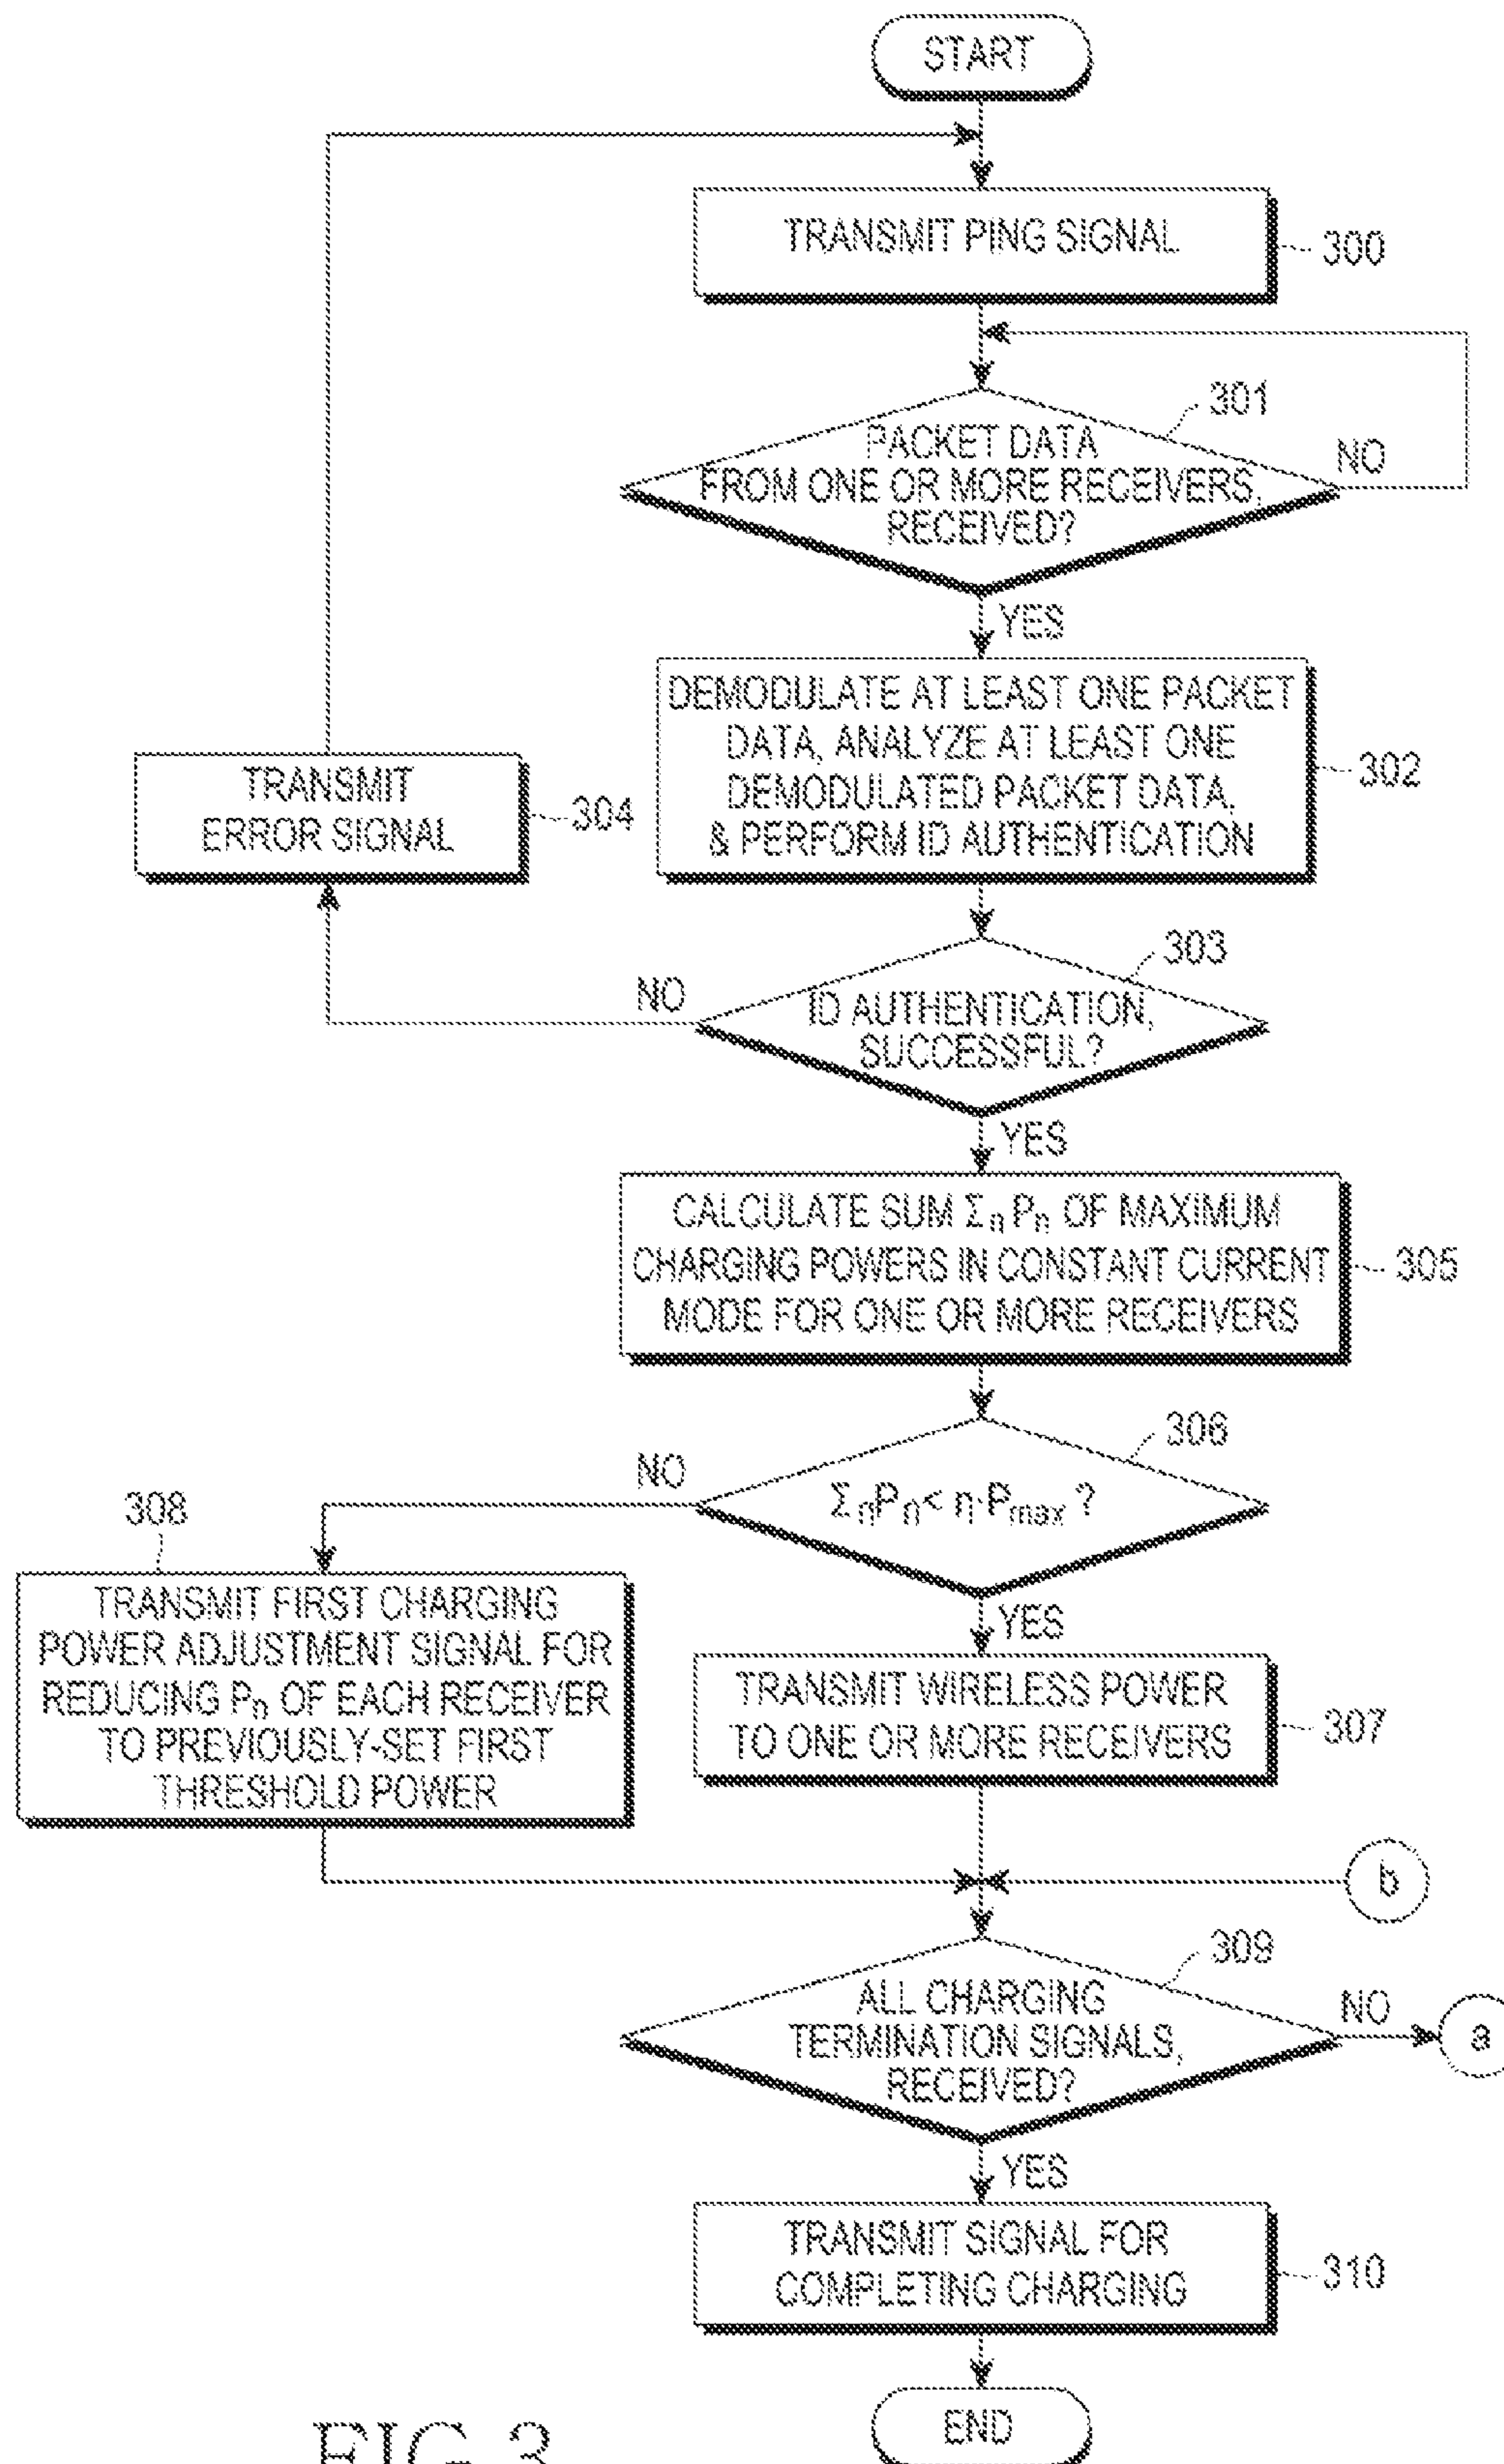 START
TRANSMIT PING SIGNAL
300
301
PACKET DATA
FROM ONE OR MORE RECEIVERS,
RECEIVED?
NO
YES
DEMODULATE AT LEAST ONE PACKET
DATA, ANALYZE AT LEAST ONE
DEMODULATED PACKET DATA,
& PERFORM ID AUTHENTICATION
302
TRANSMIT
ERROR SIGNAL
304
303
NO
ID AUTHENTICATION,
SUCCESSFUL?
YES
CALCULATE SUM Σn Pn OF MAXIMUM
CHARGING POWERS IN CONSTANT CURRENT
MODE FOR ONE OR MORE RECEIVERS
305
306
NO
ΣnPn< η·Pmax ?
YES
308
TRANSMIT FIRST CHARGING
POWER ADJUSTMENT SIGNAL FOR
REDUCING Pn OF EACH RECEIVER
TO PREVIOUSLY-SET FIRST
THRESHOLD POWER
TRANSMIT WIRELESS POWER
TO ONE OR MORE RECEIVERS
307
b
309
ALL CHARGING
TERMINATION SIGNALS,
RECEIVED?
NO
a
YES
TRANSMIT SIGNAL FOR
COMPLETING CHARGING
310
END
FIG.3